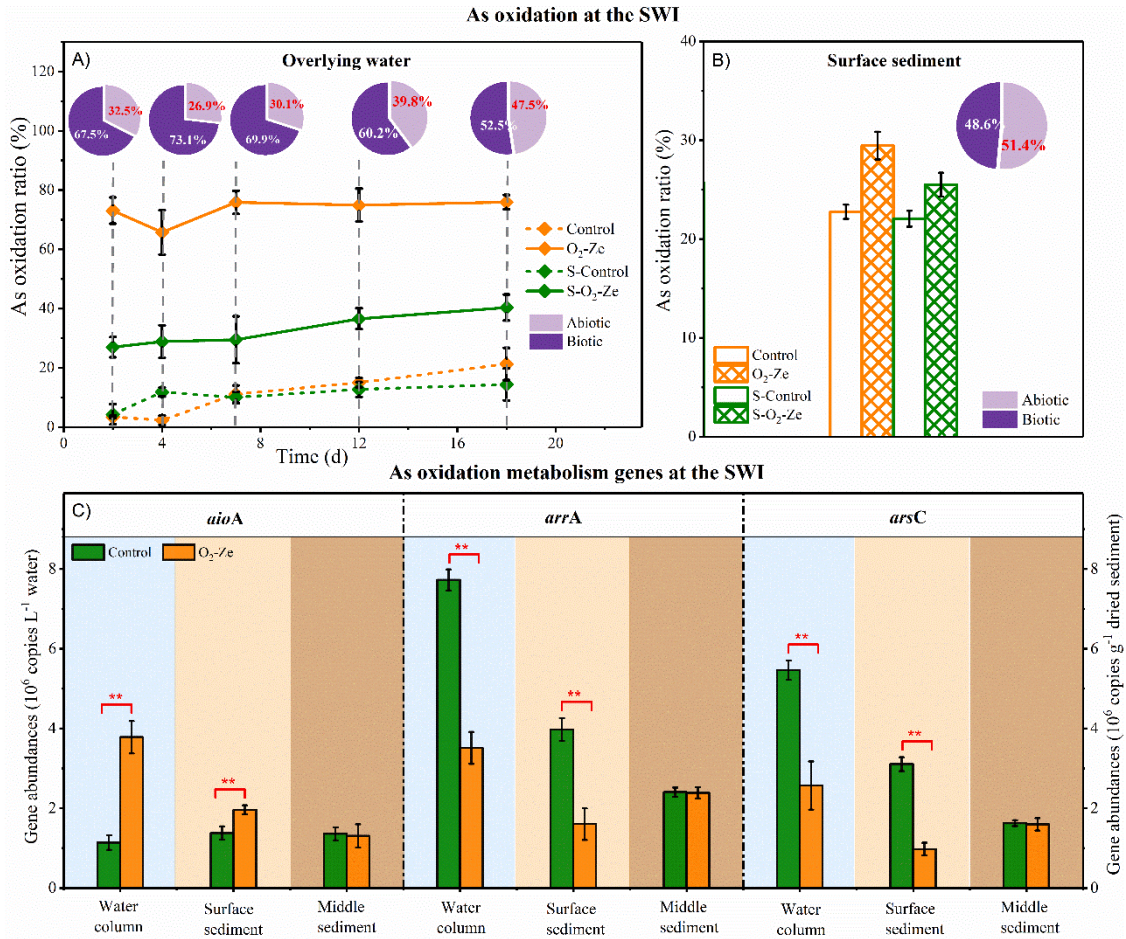 As oxidation at the SWI
A)
Overlying water
As oxidation ratio (%)
120
100
80
60
40
20
0
32.5%
67.5%
26.9%
73.1%
30.1%
69.9%
39.8%
60.2%
47.5%
52.5%
Control
O₂-Ze
S-Control
S-O₂-Ze
Abiotic
Biotic
0 4 8 12 16 20
Time (d)
B)
Surface sediment
As oxidation ratio (%)
40
30
20
10
0
48.6%
51.4%
Control
O₂-Ze
S-Control
S-O₂-Ze
Abiotic
Biotic
As oxidation metabolism genes at the SWI
C)
aioA
arrA
arsC
Control O₂-Ze
Gene abundances (10⁶ copies L⁻¹ water)
8
6
4
2
0
**
**
**
**
**
**
Gene abundances (10⁶ copies g⁻¹ dried sediment)
8
6
4
2
0
Water column
Surface sediment
Middle sediment
Water column
Surface sediment
Middle sediment
Water column
Surface sediment
Middle sediment